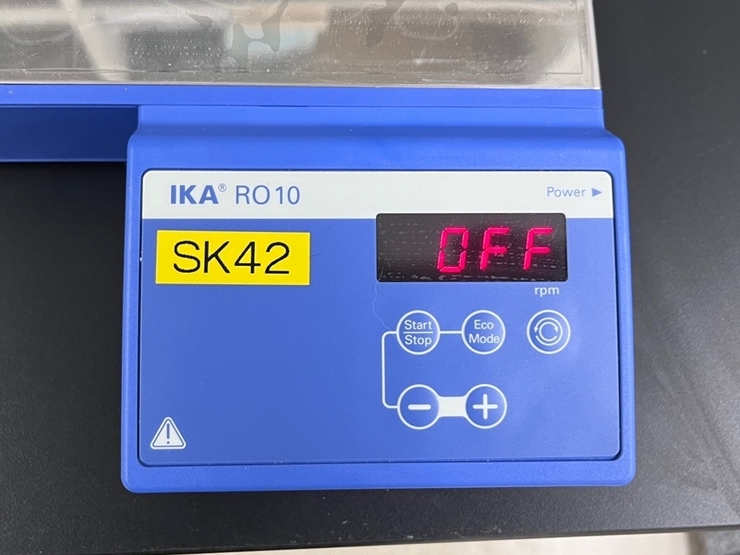 IKA® RO10
Power ►
SK42
OFF
rpm
Start
Stop
Eco
Mode
− +